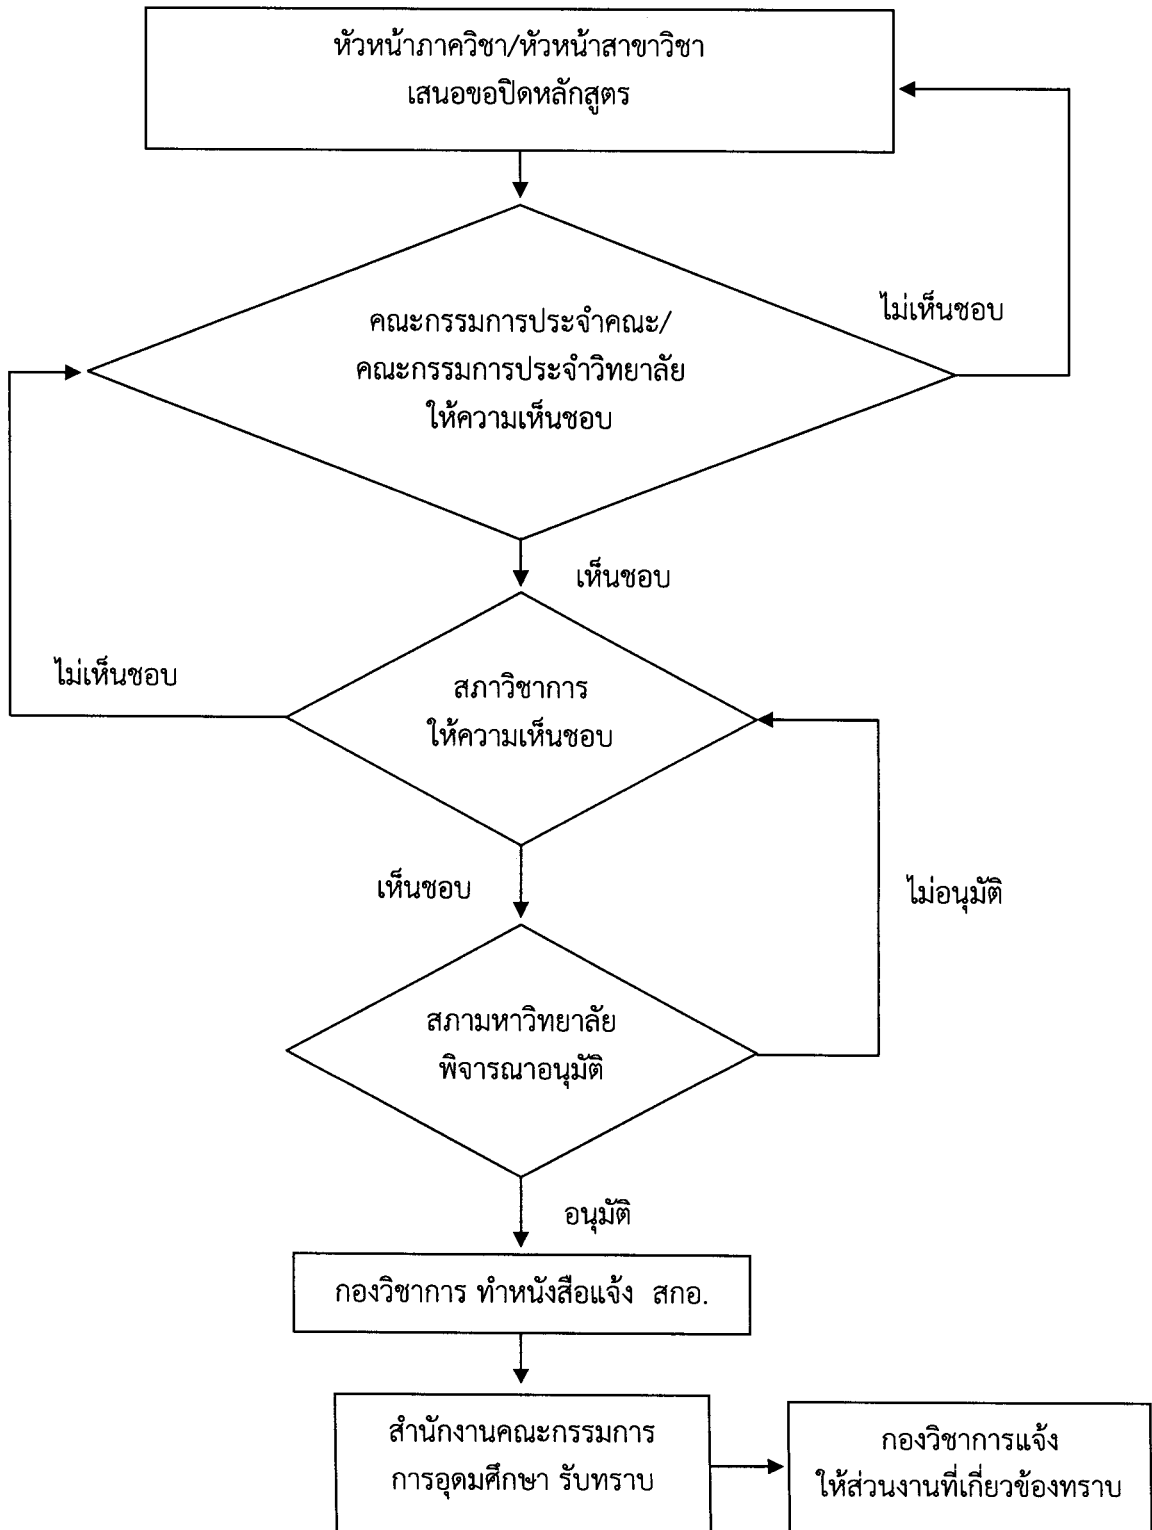 หัวหน้าภาควิชา/หัวหน้าสาขาวิชา
เสนอขอปิดหลักสูตร
ไม่เห็นชอบ
คณะกรรมการประจำคณะ/
คณะกรรมการประจำวิทยาลัย
ให้ความเห็นชอบ
เห็นชอบ
ไม่เห็นชอบ
สภาวิชาการ
ให้ความเห็นชอบ
เห็นชอบ
ไม่อนุมัติ
สภามหาวิทยาลัย
พิจารณาอนุมัติ
อนุมัติ
กองวิชาการ ทำหนังสือแจ้ง สกอ.
สำนักงานคณะกรรมการ
การอุดมศึกษา รับทราบ
กองวิชาการแจ้ง
ให้ส่วนงานที่เกี่ยวข้องทราบ